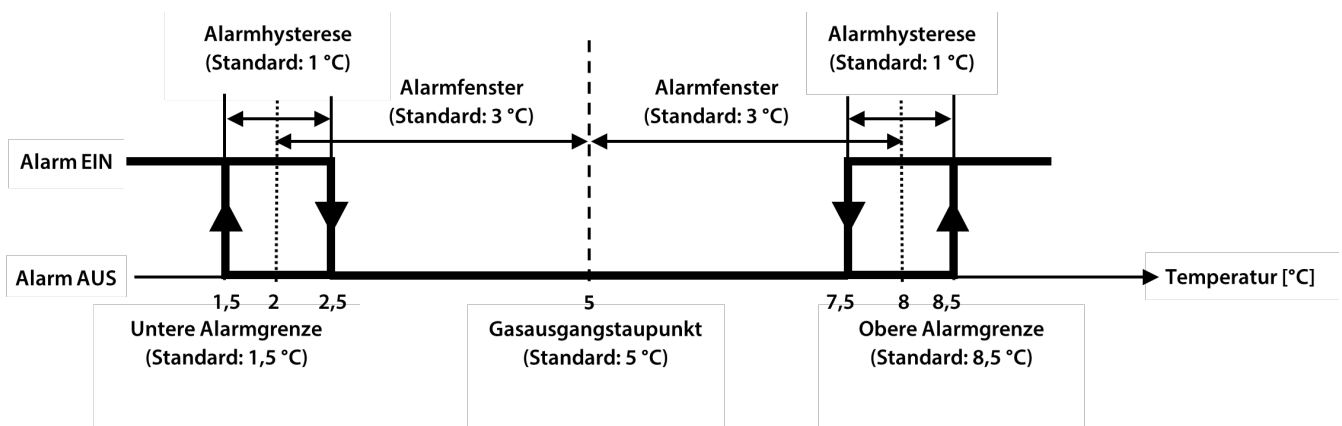 Alarmhysterese
(Standard: 1 °C)
Alarmhysterese
(Standard: 1 °C)
Alarmfenster
(Standard: 3 °C)
Alarmfenster
(Standard: 3 °C)
Alarm EIN
Alarm AUS
Temperatur [°C]
1,5 2 2,5 5 7,5 8 8,5
Untere Alarmgrenze
(Standard: 1,5 °C)
Gasausgangstaupunkt
(Standard: 5 °C)
Obere Alarmgrenze
(Standard: 8,5 °C)